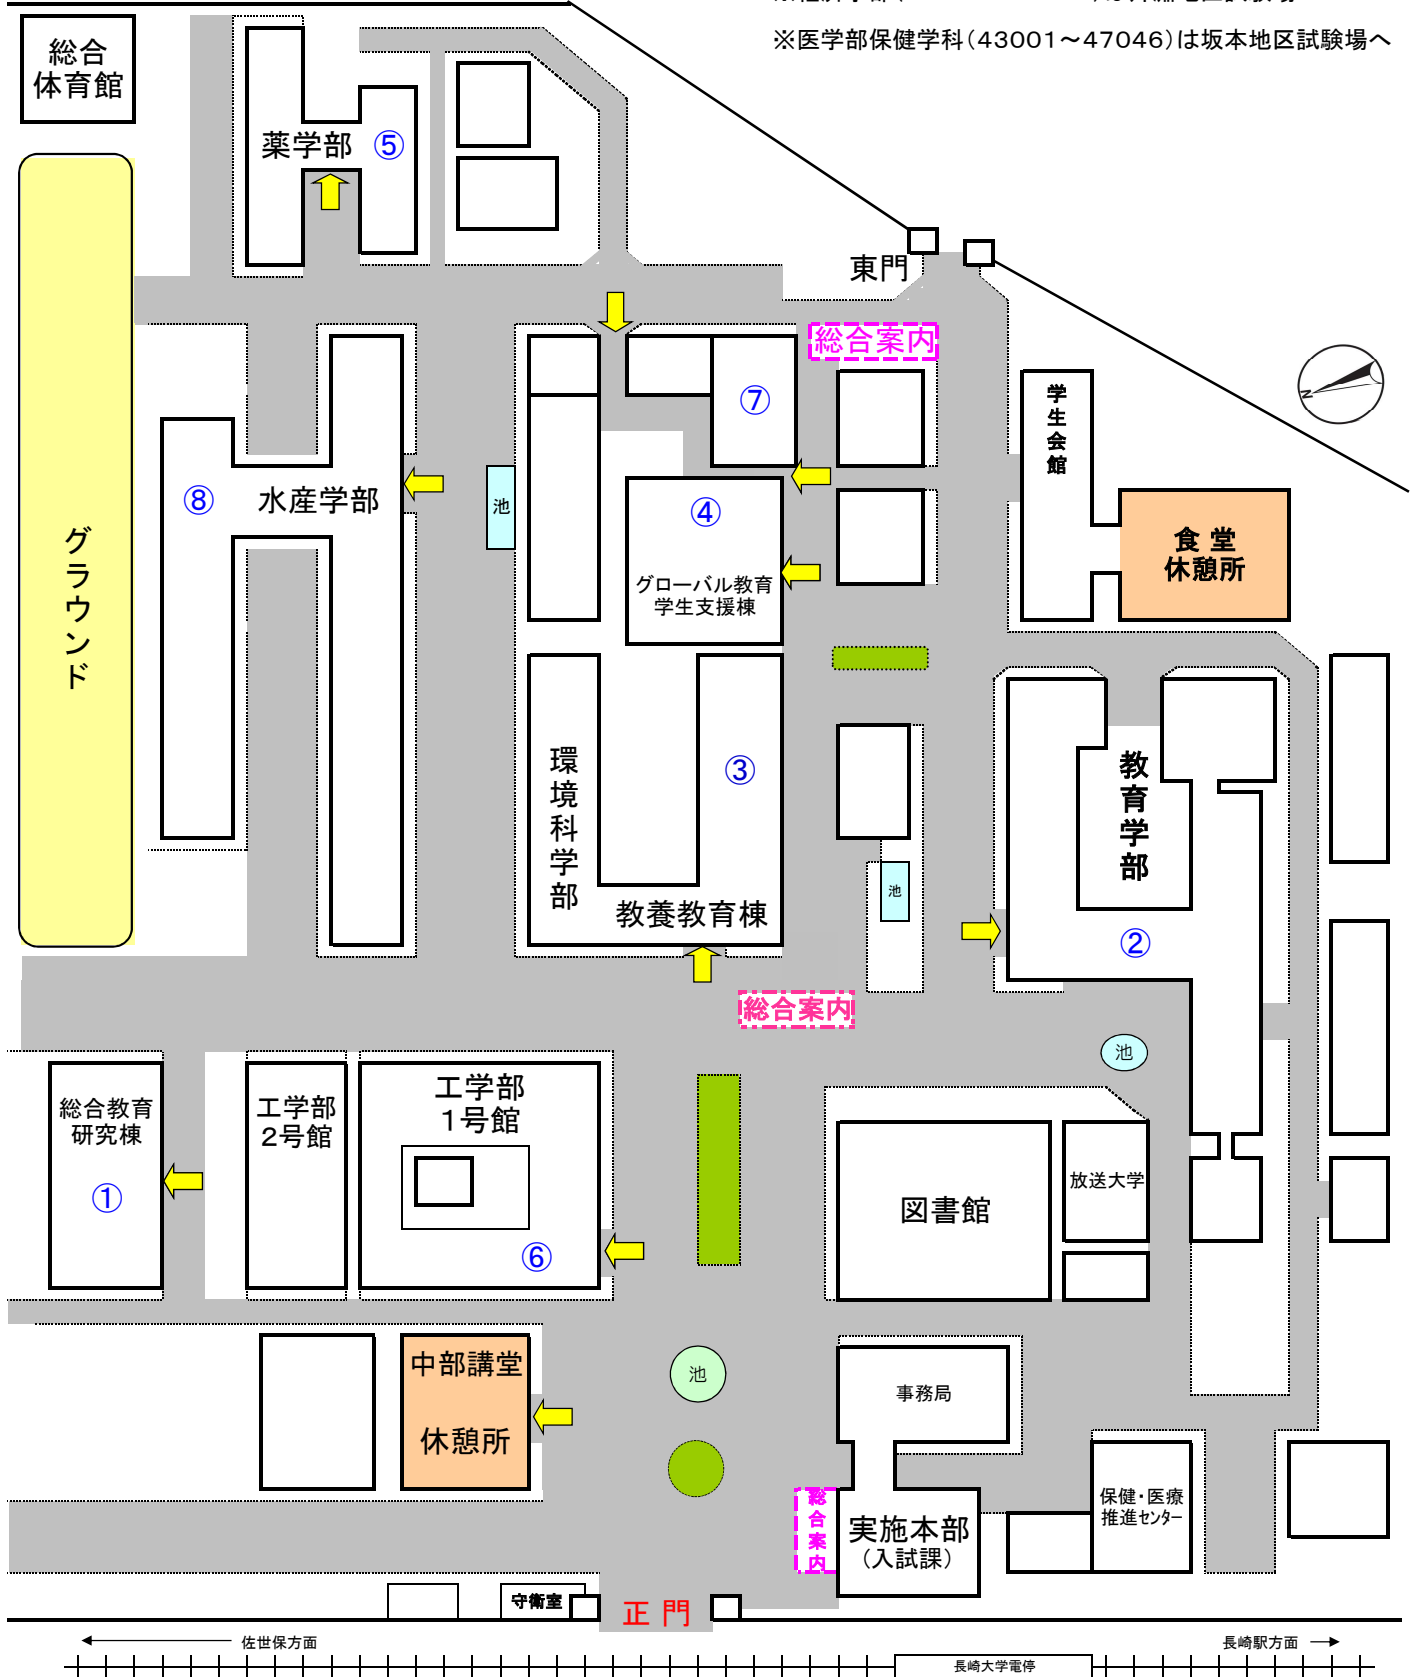 ※医学部保健学科(43001～47046)は坂本地区試験場へ
総合
体育館
薬学部 ⑤
東門
総合案内
⑦
学生会館
N
⑧ 水産学部
池
④
グローバル教育
学生支援棟
食堂
休憩所
グラウンド
環境科学部
③
教養教育棟
教育学部
②
池
総合案内
池
総合教育
研究棟
①
工学部
2号館
工学部
1号館
⑥
図書館
放送大学
中部講堂
休憩所
池
事務局
総合案内
実施本部
(入試課)
保健・医療
推進センター
守衛室
正門
佐世保方面
長崎駅方面
長崎大学電停